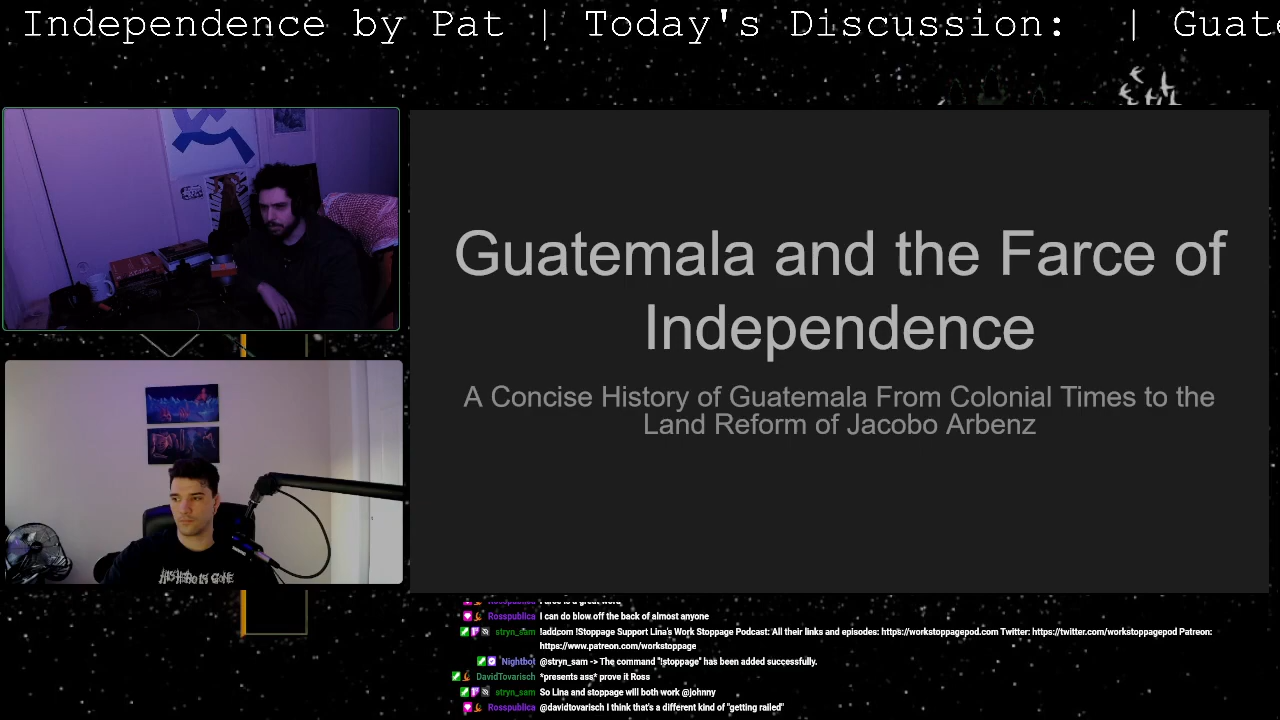 Independence by Pat | Today's Discussion: | Guate
Guatemala and the Farce of
Independence
A Concise History of Guatemala From Colonial Times to the
Land Reform of Jacobo Arbenz
Rosspublica Farce is a great word
Rosspublica I can do blow off the back of almost anyone
stryn_sam !addcom !Stoppage Support Lina's Work Stoppage Podcast: All their links and episodes: https://workstoppagepod.com Twitter: https://twitter.com/workstoppagepod Patreon:
https://www.patreon.com/workstoppage
Nightbot @stryn_sam -> The command "!stoppage" has been added successfully.
DavidTovarisch *presents ass* prove it Ross
stryn_sam So Lina and stoppage will both work @johnny
Rosspublica @davidtovarisch I think that's a different kind of "getting railed"